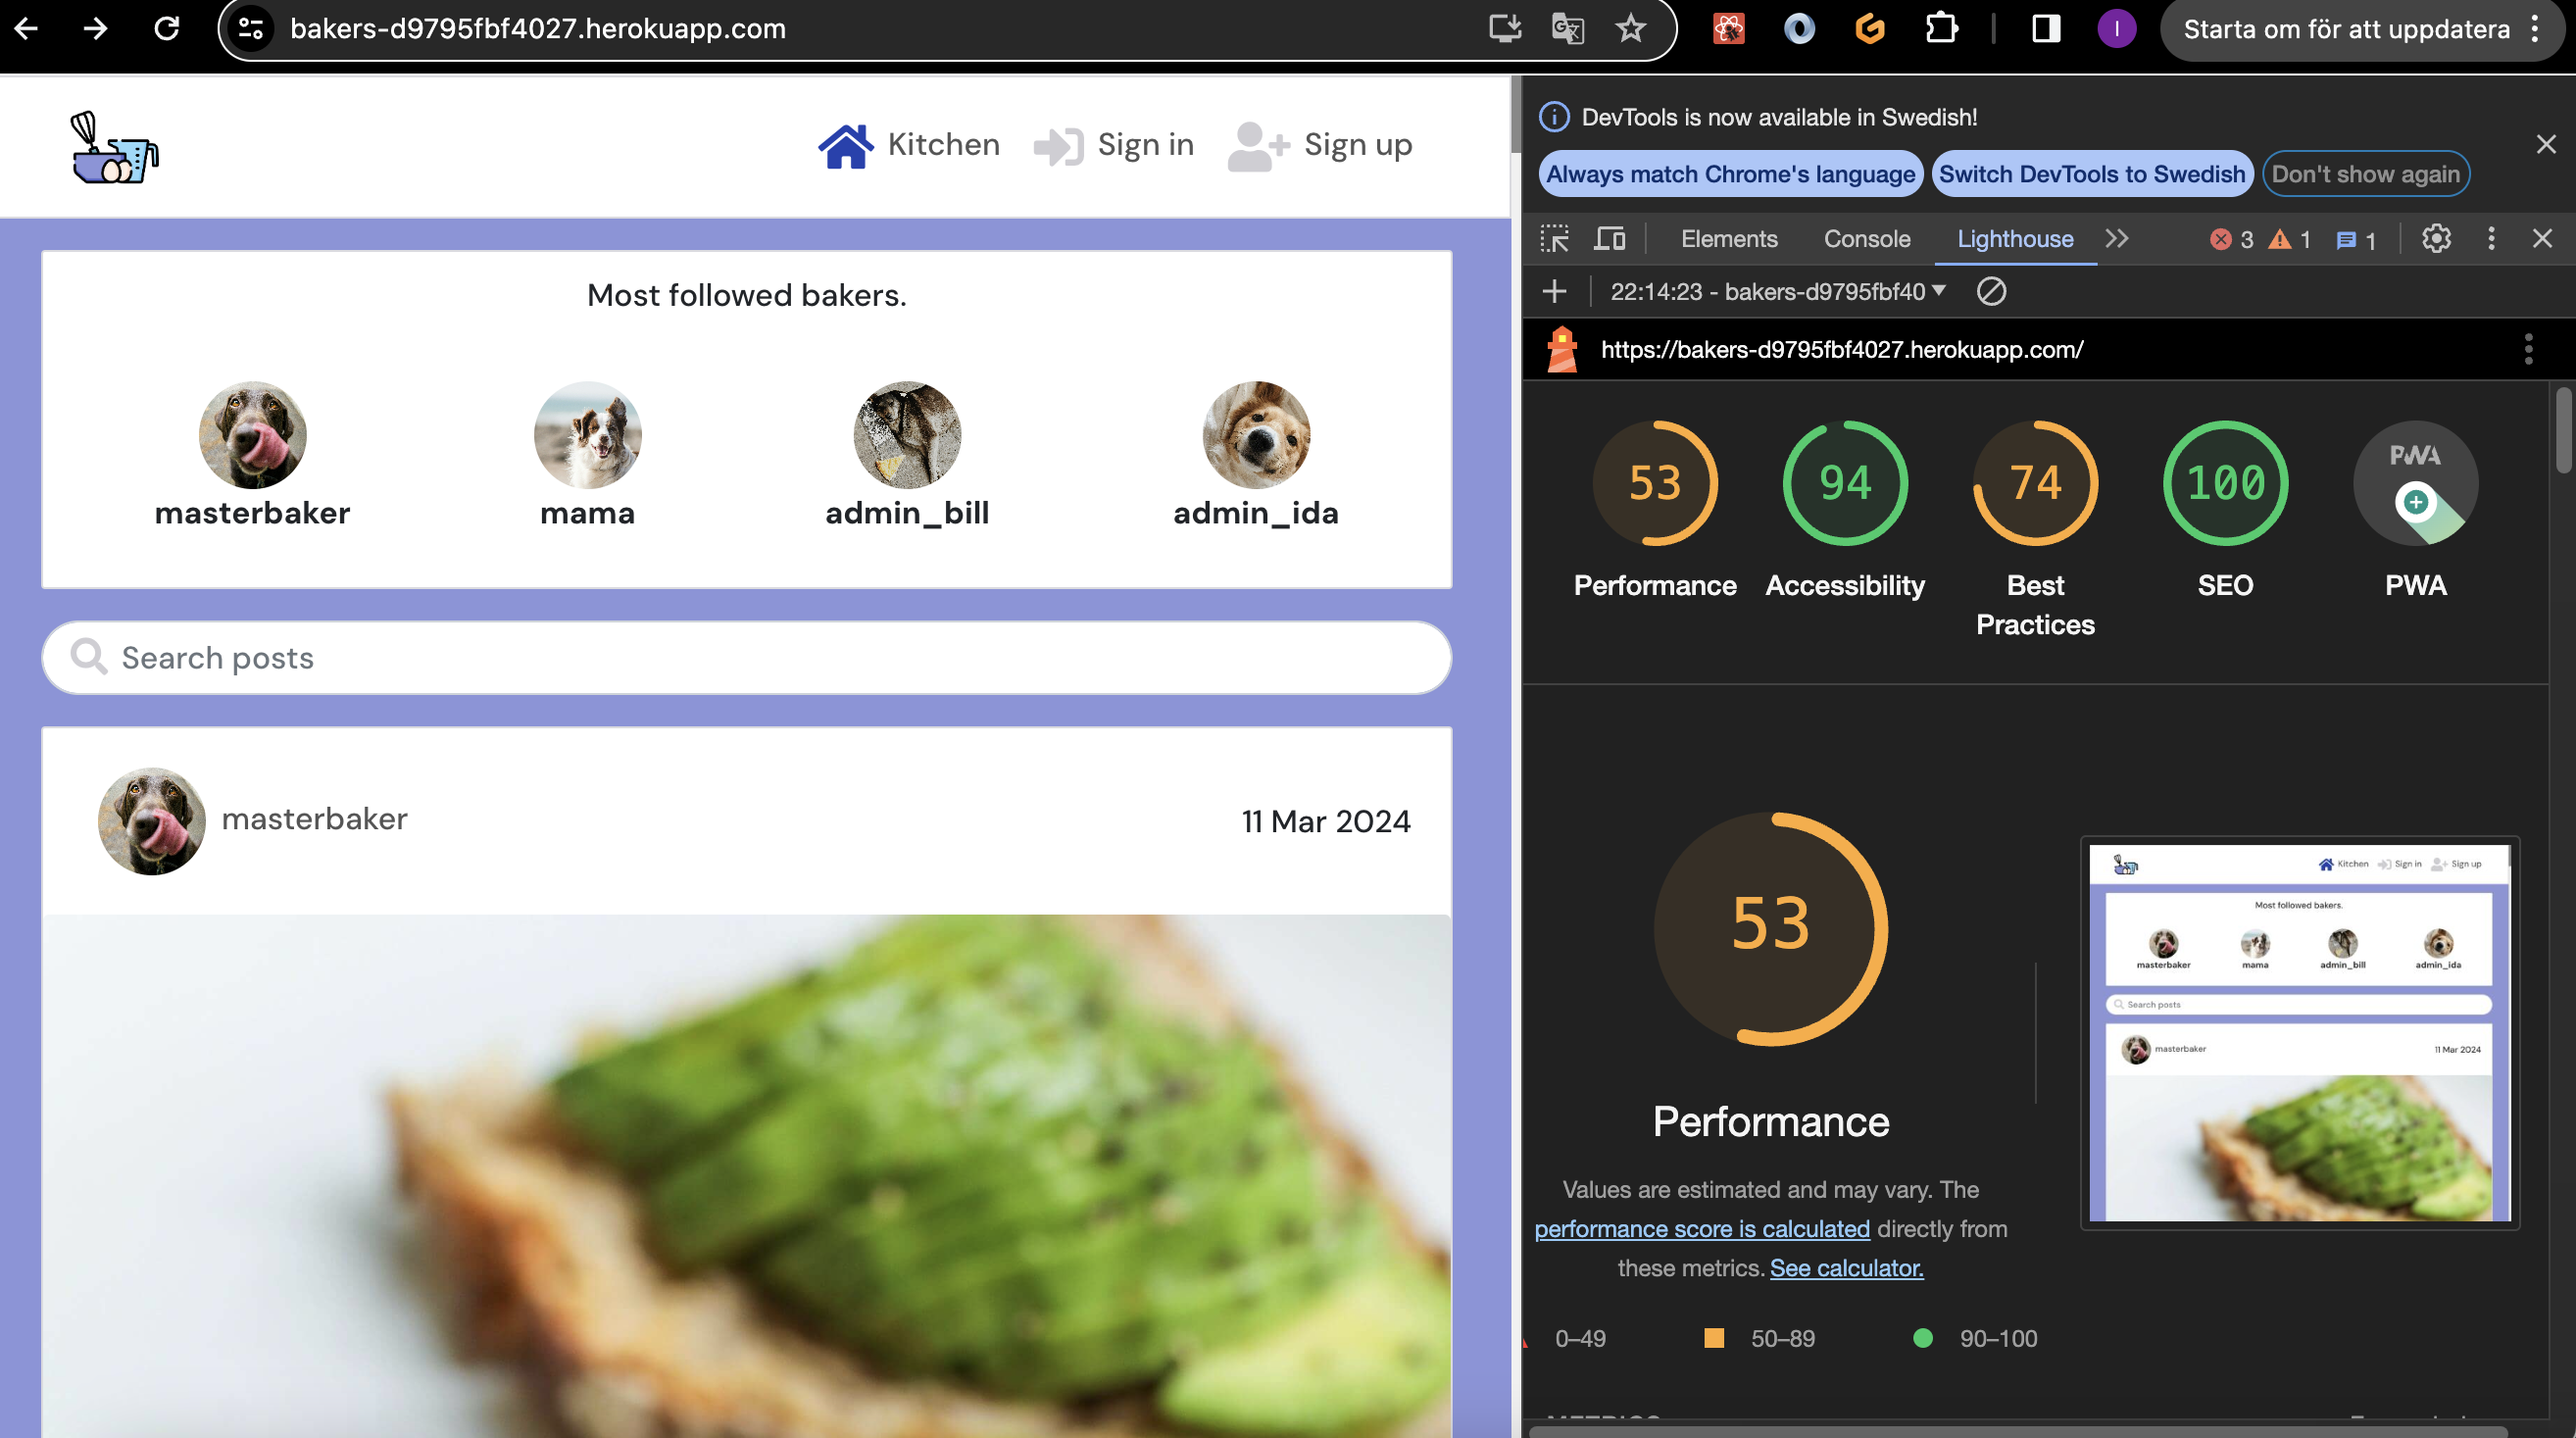 bakers-d9795fbf4027.herokuapp.com
I
Starta om för att uppdatera
Kitchen
Sign in
Sign up
Most followed bakers.
masterbaker
mama
admin_bill
admin_ida
Search posts
masterbaker
11 Mar 2024
DevTools is now available in Swedish!
Always match Chrome's language
Switch DevTools to Swedish
Don't show again
Elements
Console
Lighthouse
3
1
1
22:14:23 - bakers-d9795fbf40
https://bakers-d9795fbf4027.herokuapp.com/
53
94
74
100
PWA
Performance
Accessibility
Best
Practices
SEO
PWA
53
Performance
Values are estimated and may vary. The
performance score is calculated directly from
these metrics. See calculator.
0–49
50–89
90–100
Kitchen
Sign in
Sign up
Most followed bakers.
masterbaker
mama
admin_bill
admin_ida
Search posts
masterbaker
11 Mar 2024